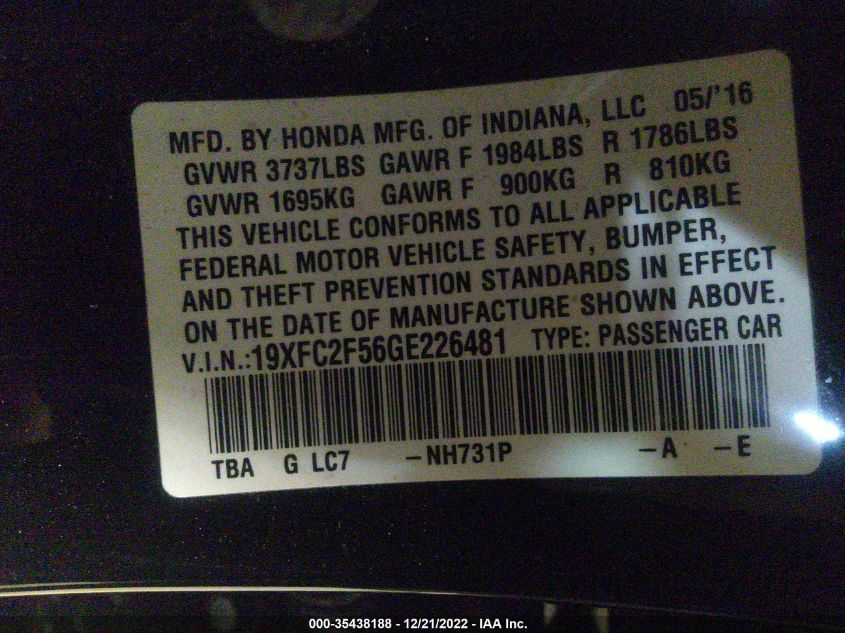 MFD. BY HONDA MFG. OF INDIANA, LLC 05/'16
GVWR 3737LBS GAWR F 1984LBS R 1786LBS
GVWR 1695KG GAWR F 900KG R 810KG
THIS VEHICLE CONFORMS TO ALL APPLICABLE
FEDERAL MOTOR VEHICLE SAFETY, BUMPER,
AND THEFT PREVENTION STANDARDS IN EFFECT
ON THE DATE OF MANUFACTURE SHOWN ABOVE.
V.I.N.:19XFC2F56GE226481 TYPE: PASSENGER CAR
TBA G LC7 –NH731P –A –E
000-35438188 - 12/21/2022 - IAA Inc.